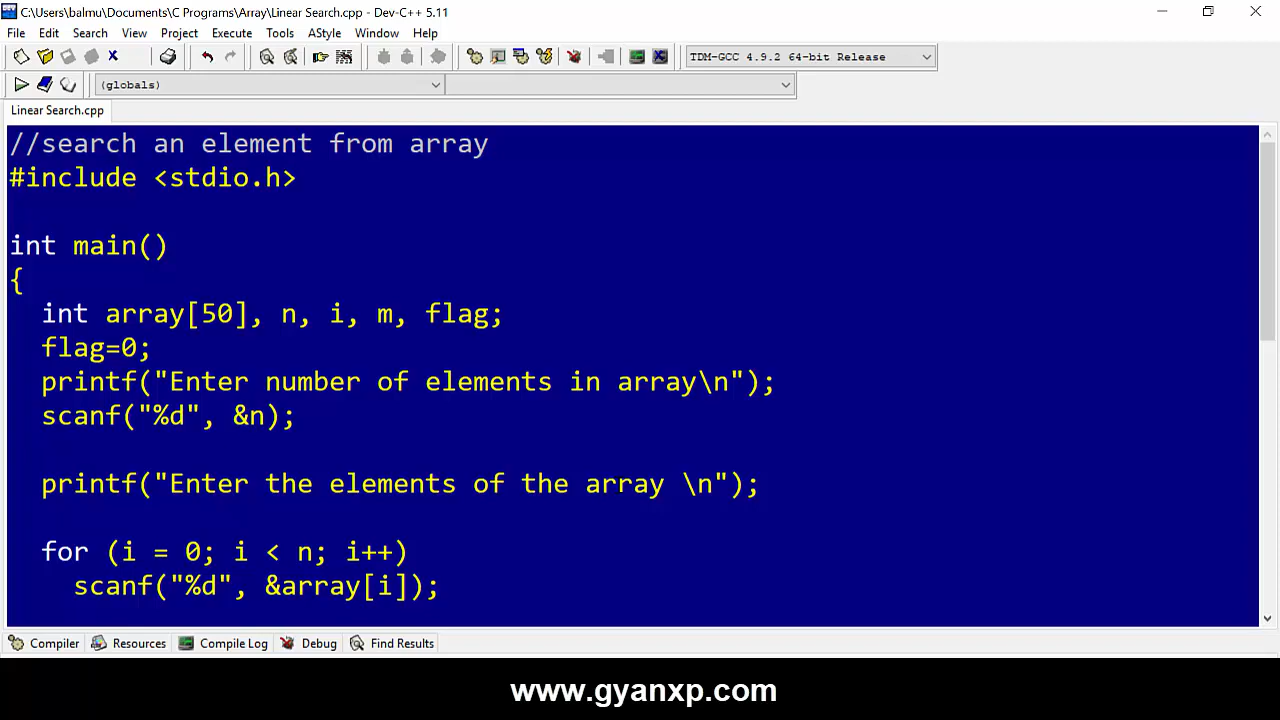 C:\Users\balmu\Documents\C Programs\Array\Linear Search.cpp - Dev-C++ 5.11
File Edit Search View Project Execute Tools AStyle Window Help
TDM-GCC 4.9.2 64-bit Release
(globals)
Linear Search.cpp
//search an element from array
#include <stdio.h>
int main()
{
int array[50], n, i, m, flag;
flag=0;
printf("Enter number of elements in array\n");
scanf("%d", &n);
printf("Enter the elements of the array \n");
for (i = 0; i < n; i++)
scanf("%d", &array[i]);
Compiler Resources Compile Log Debug Find Results
www.gyanxp.com